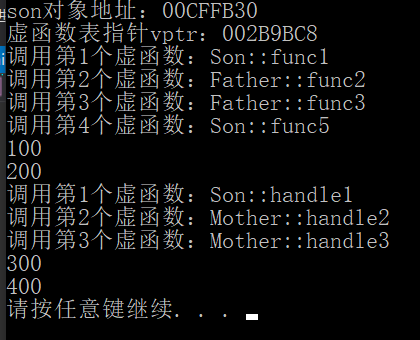 son对象地址：00CFFB30
虚函数表指针vptr：002B9BC8
调用第1个虚函数：Son::func1
调用第2个虚函数：Father::func2
调用第3个虚函数：Father::func3
调用第4个虚函数：Son::func5
100
200
调用第1个虚函数：Son::handle1
调用第2个虚函数：Mother::handle2
调用第3个虚函数：Mother::handle3
300
400
请按任意键继续. . .